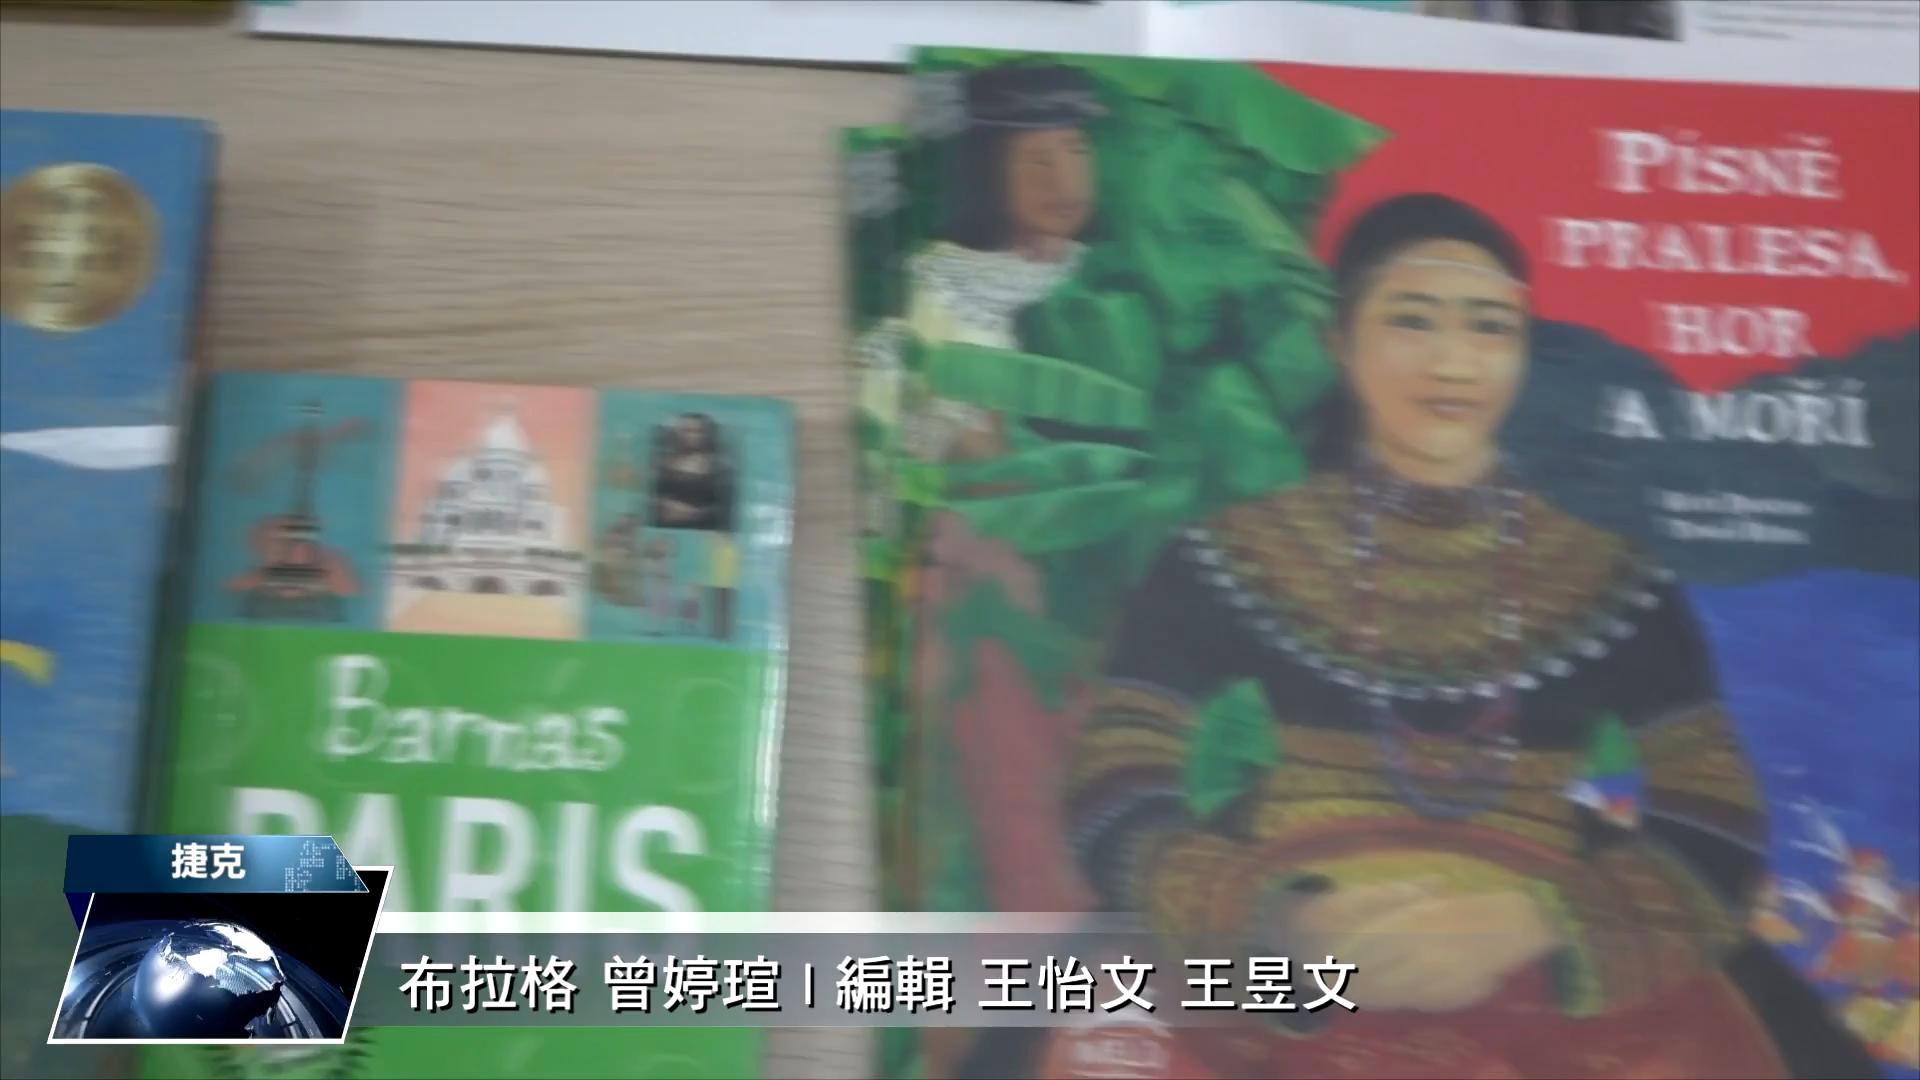 PÍSNĚ
PRALESA,
HOR
A MOŘÍ
Barnas
PARIS
捷克
布拉格 曾婷瑄 | 編輯 王怡文 王昱文